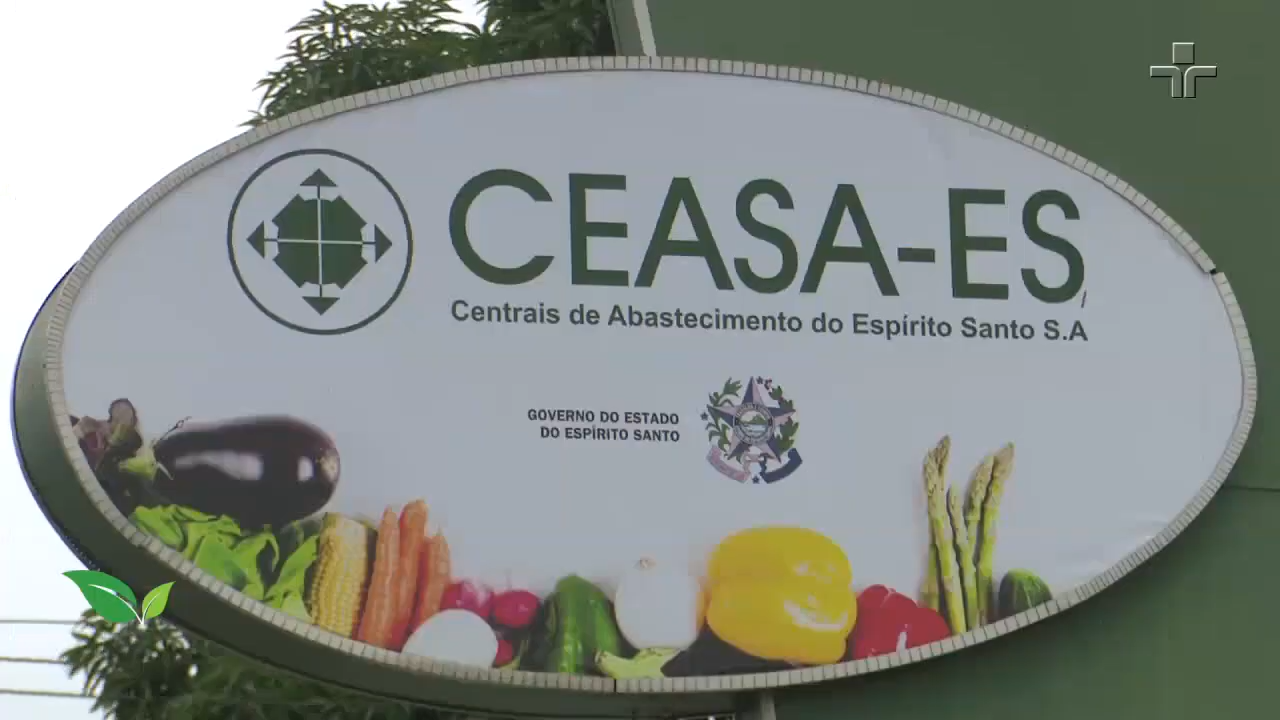 CEASA-ES
Centrais de Abastecimento do Espírito Santo S.A
GOVERNO DO ESTADO
DO ESPÍRITO SANTO